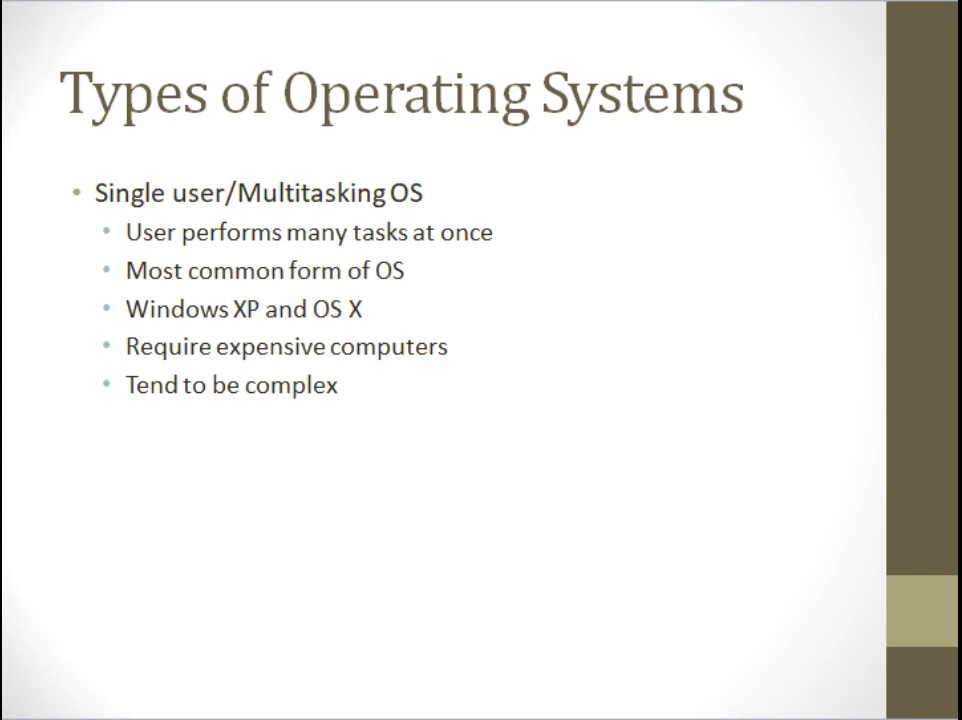 Types of Operating Systems
• Single user/Multitasking OS
• User performs many tasks at once
• Most common form of OS
• Windows XP and OS X
• Require expensive computers
• Tend to be complex